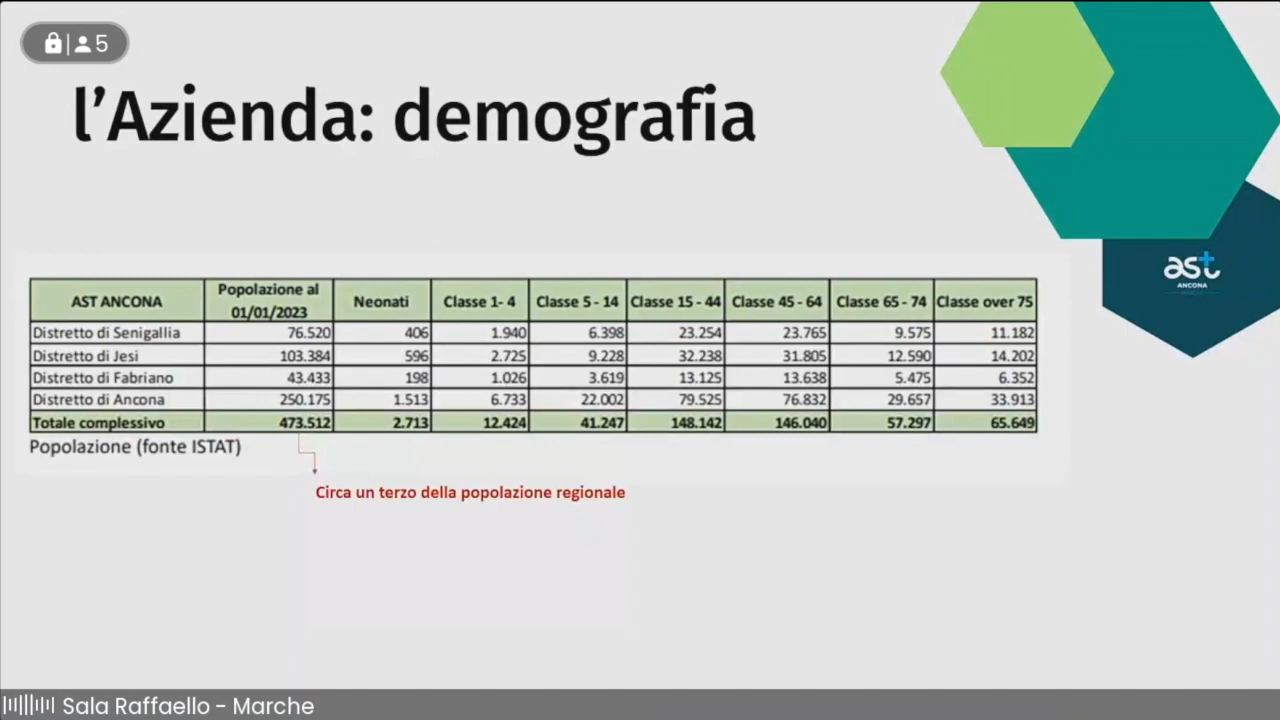 5
l’Azienda: demografia
ast
ANCONA
AST ANCONA Popolazione al 01/01/2023 Neonati Classe 1- 4 Classe 5 - 14 Classe 15 - 44 Classe 45 - 64 Classe 65 - 74 Classe over 75
Distretto di Senigallia 76.520 406 1.940 6.398 23.254 23.765 9.575 11.182
Distretto di Jesi 103.384 596 2.725 9.228 32.238 31.805 12.590 14.202
Distretto di Fabriano 43.433 198 1.026 3.619 13.125 13.638 5.475 6.352
Distretto di Ancona 250.175 1.513 6.733 22.002 79.525 76.832 29.657 33.913
Totale complessivo 473.512 2.713 12.424 41.247 148.142 146.040 57.297 65.649
Popolazione (fonte ISTAT)
Circa un terzo della popolazione regionale
Sala Raffaello - Marche